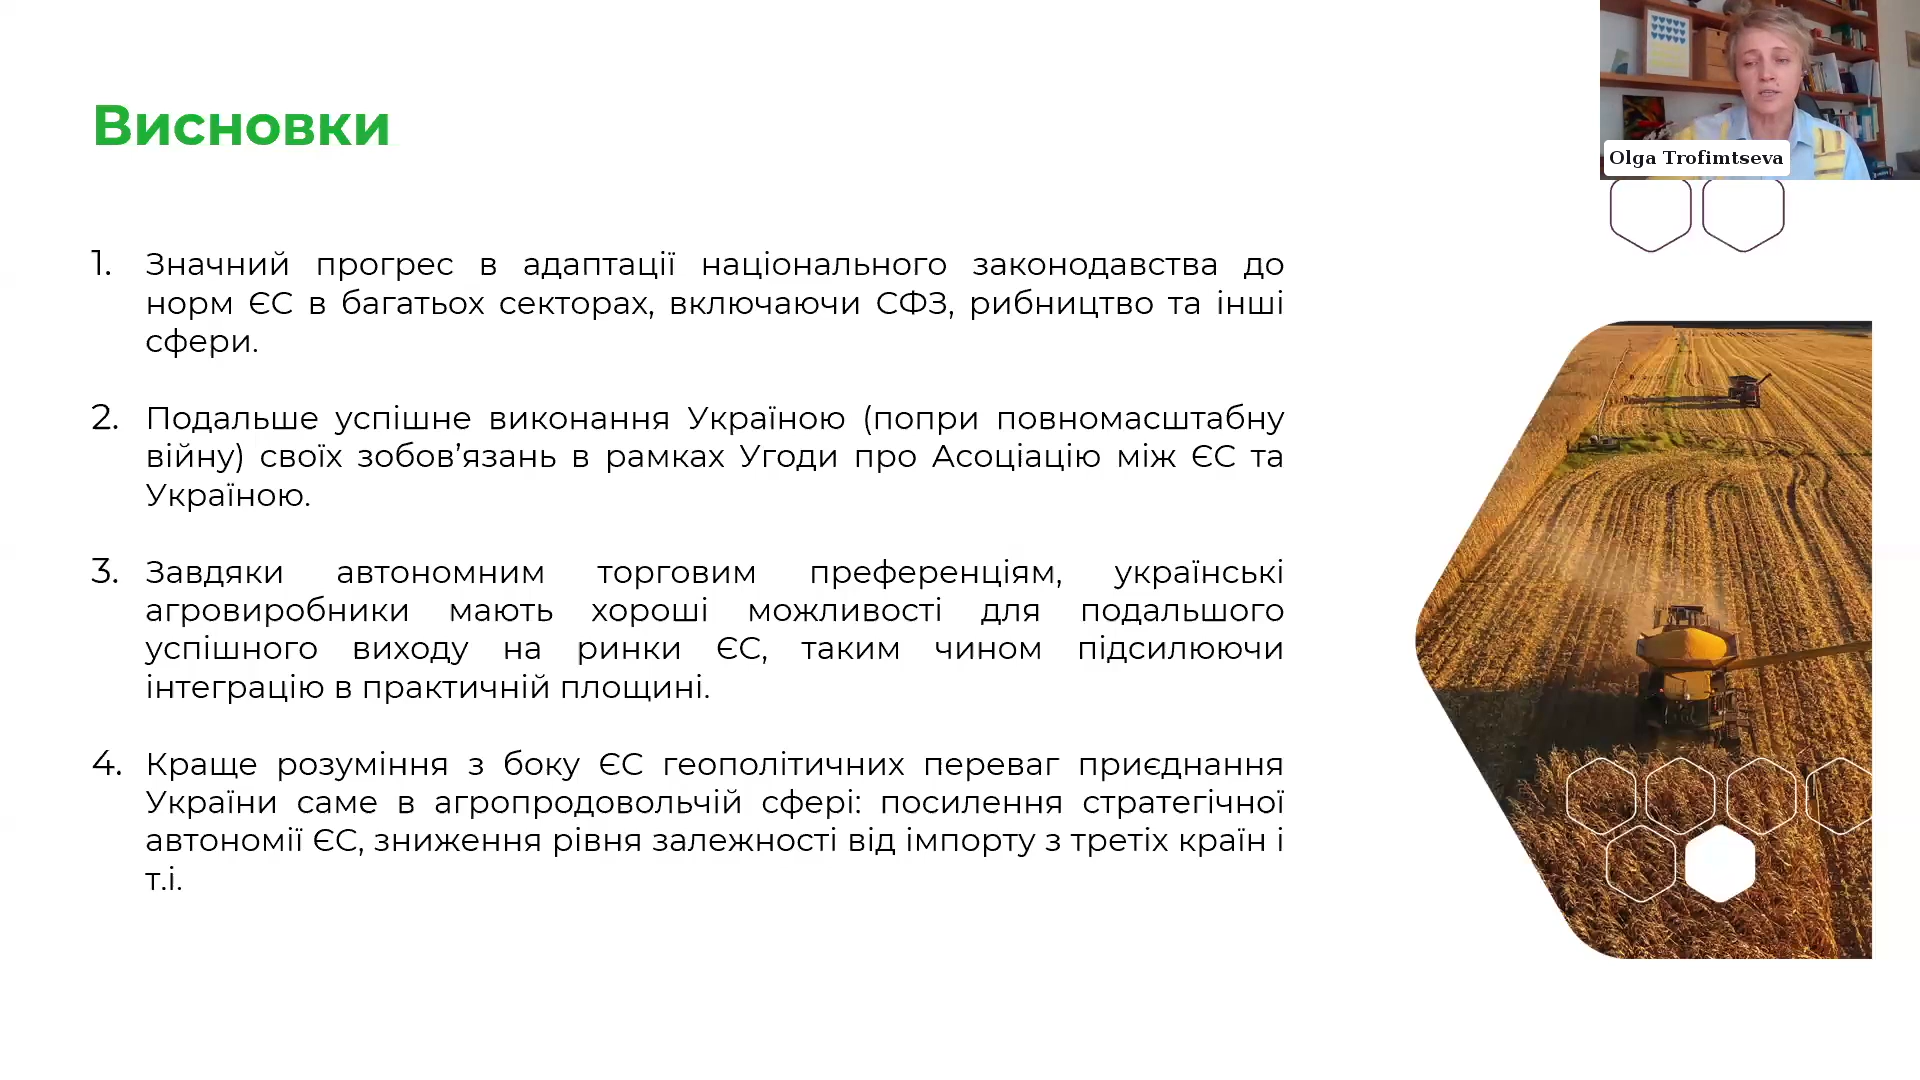 Olga Trofimtseva
Висновки
1. Значний прогрес в адаптації національного законодавства до
норм ЄС в багатьох секторах, включаючи СФЗ, рибництво та інші
сфери.
2. Подальше успішне виконання Україною (попри повномасштабну
війну) своїх зобов’язань в рамках Угоди про Асоціацію між ЄС та
Україною.
3. Завдяки автономним торговим преференціям, українські
агровиробники мають хороші можливості для подальшого
успішного виходу на ринки ЄС, таким чином підсилюючи
інтеграцію в практичній площині.
4. Краще розуміння з боку ЄС геополітичних переваг приєднання
України саме в агропродовольчій сфері: посилення стратегічної
автономії ЄС, зниження рівня залежності від імпорту з третіх країн і
т.і.